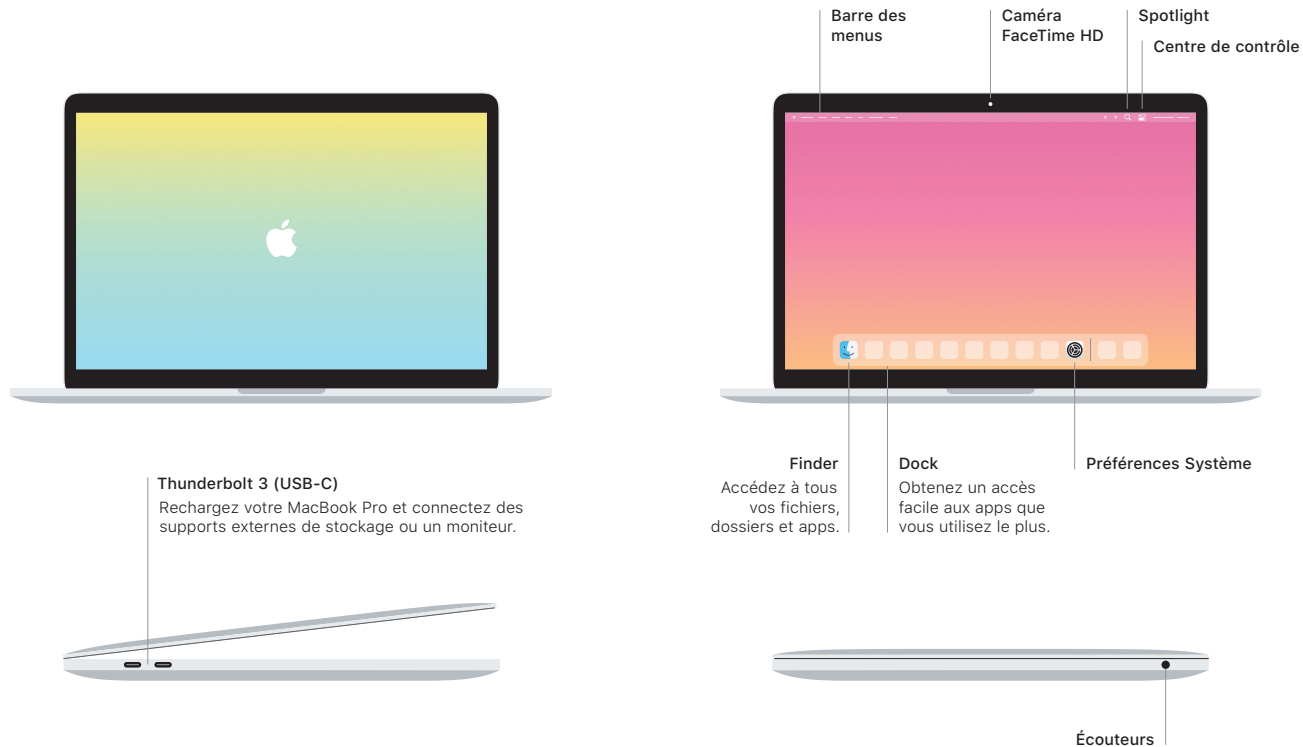 Barre des
menus
Caméra
FaceTime HD
Spotlight
Centre de contrôle
Finder
Accédez à tous
vos fichiers,
dossiers et apps.
Dock
Obtenez un accès
facile aux apps que
vous utilisez le plus.
Préférences Système
Thunderbolt 3 (USB-C)
Rechargez votre MacBook Pro et connectez des
supports externes de stockage ou un moniteur.
Écouteurs